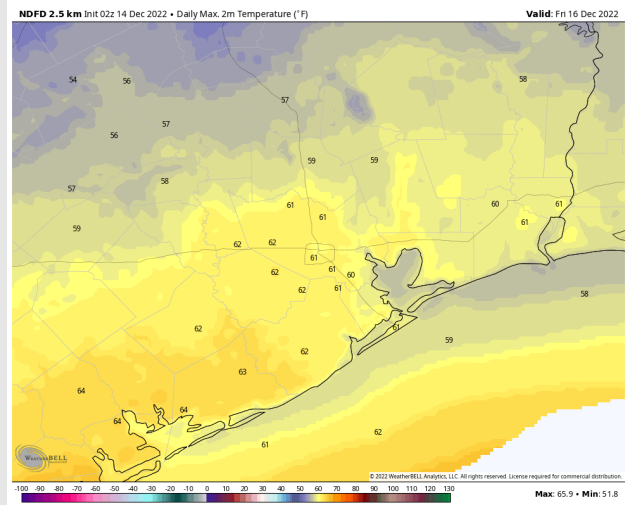 NDFD 2.5 km Init 02z 14 Dec 2022 • Daily Max. 2m Temperature (°F)
Valid: Fri 16 Dec 2022
54 56 58
57
56 57
59 59
57 58
61 60 61
59 61 61
62 62
61
62 61 60
62 61
58
62 61
62 59
63
64
64 64
61 62
WEATHERBELL
© 2022 WeatherBELL Analytics, LLC. All rights reserved. License required for commercial distribution.
-100 -90 -80 -70 -60 -50 -40 -30 -20 -10 0 10 20 30 40 50 60 70 80 90 100 110 120 130
Max: 65.9 • Min: 51.8